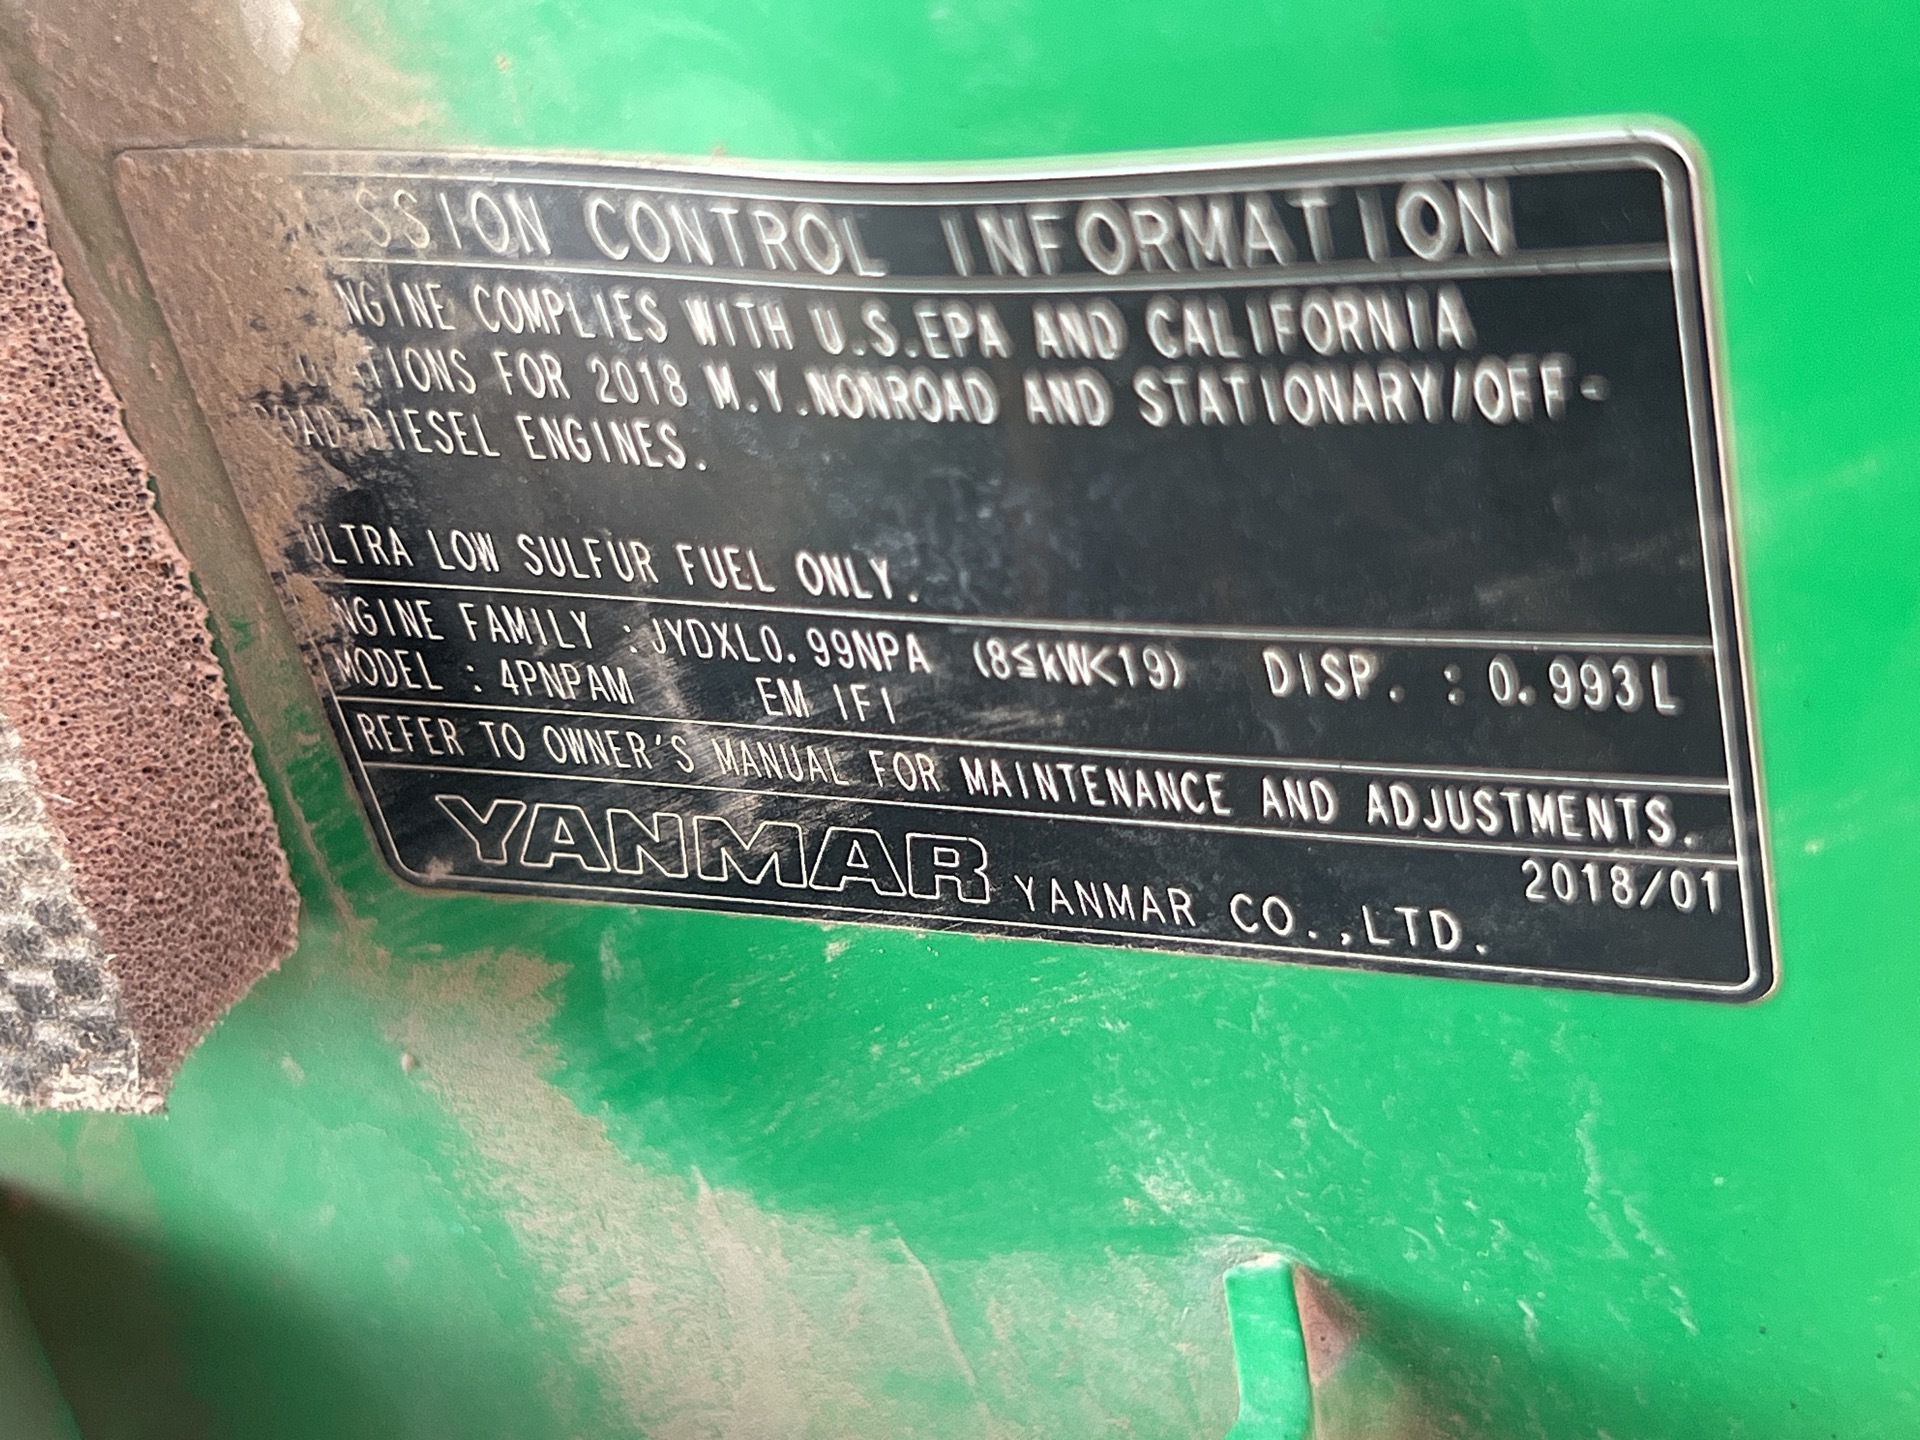 SSION CONTROL INFORMATION
NGINE COMPLIES WITH U.S.EPA AND CALIFORNIA
TIONS FOR 2018 M.Y.NONROAD AND STATIONARY/OFF-
OAD DIESEL ENGINES.
ULTRA LOW SULFUR FUEL ONLY.
NGINE FAMILY : JYDXL0.99NPA (8≤kW<19) DISP. : 0.993L
MODEL : 4PNPAM EM IFI
REFER TO OWNER'S MANUAL FOR MAINTENANCE AND ADJUSTMENTS.
2018/01
YANMAR YANMAR CO.,LTD.